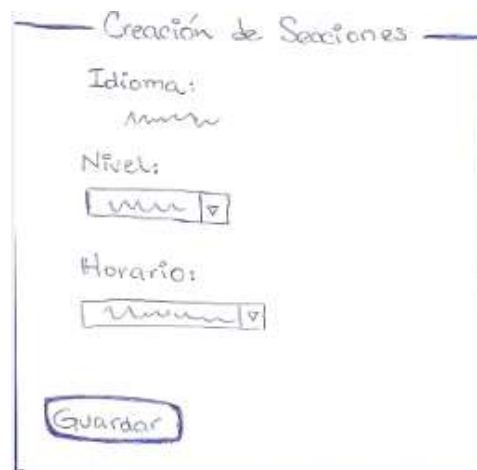 Creación de Secciones
Idioma:
Nivel:
Horario:
Guardar